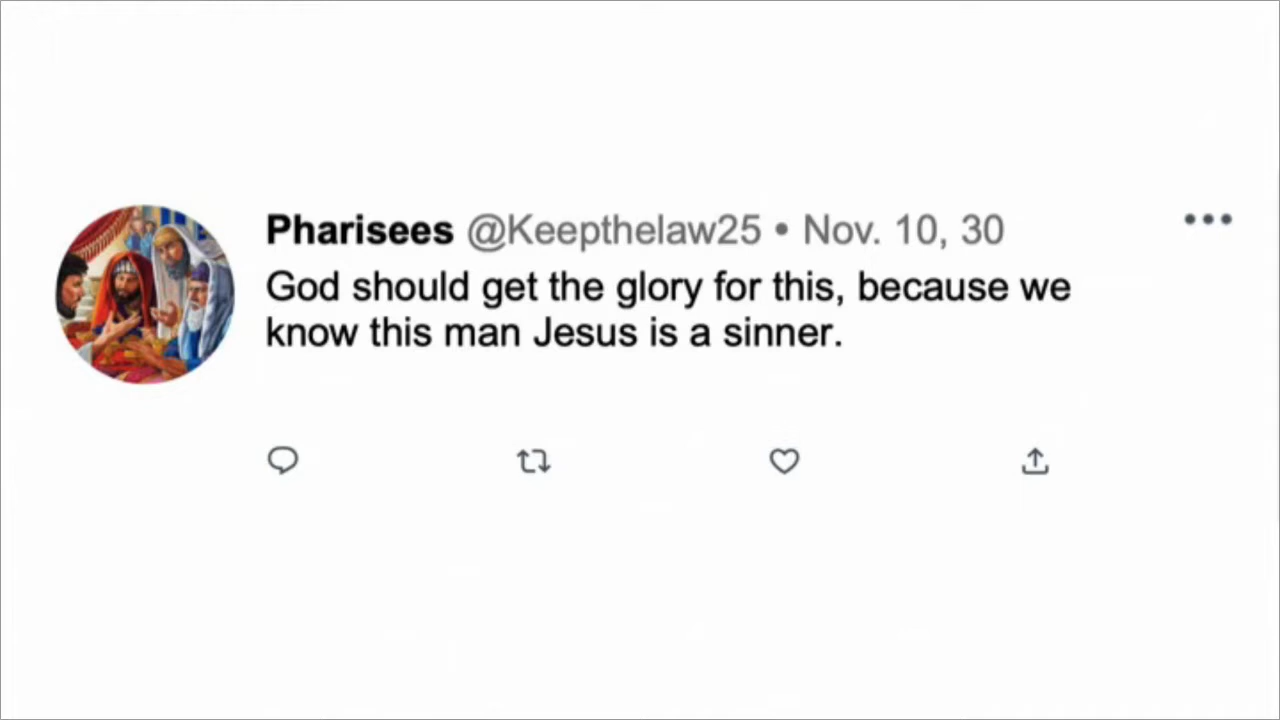 Pharisees @Keepthelaw25 • Nov. 10, 30
God should get the glory for this, because we
know this man Jesus is a sinner.